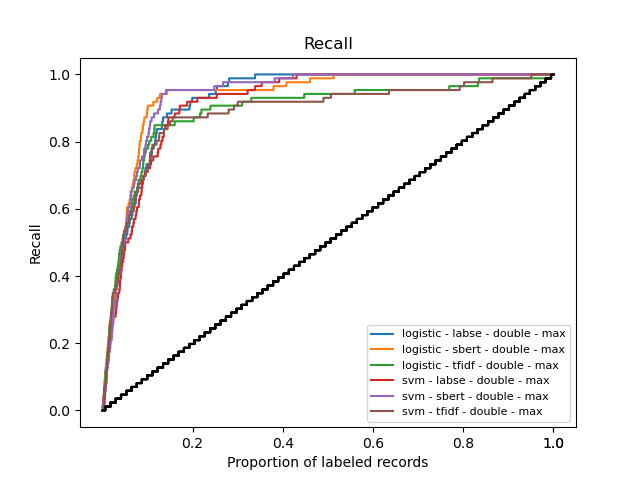 Recall
Recall
1.0
0.8
0.6
0.4
0.2
0.0
0.2
0.4
0.6
0.8
1.0
1.0
Proportion of labeled records
logistic - labse - double - max
logistic - sbert - double - max
logistic - tfidf - double - max
svm - labse - double - max
svm - sbert - double - max
svm - tfidf - double - max